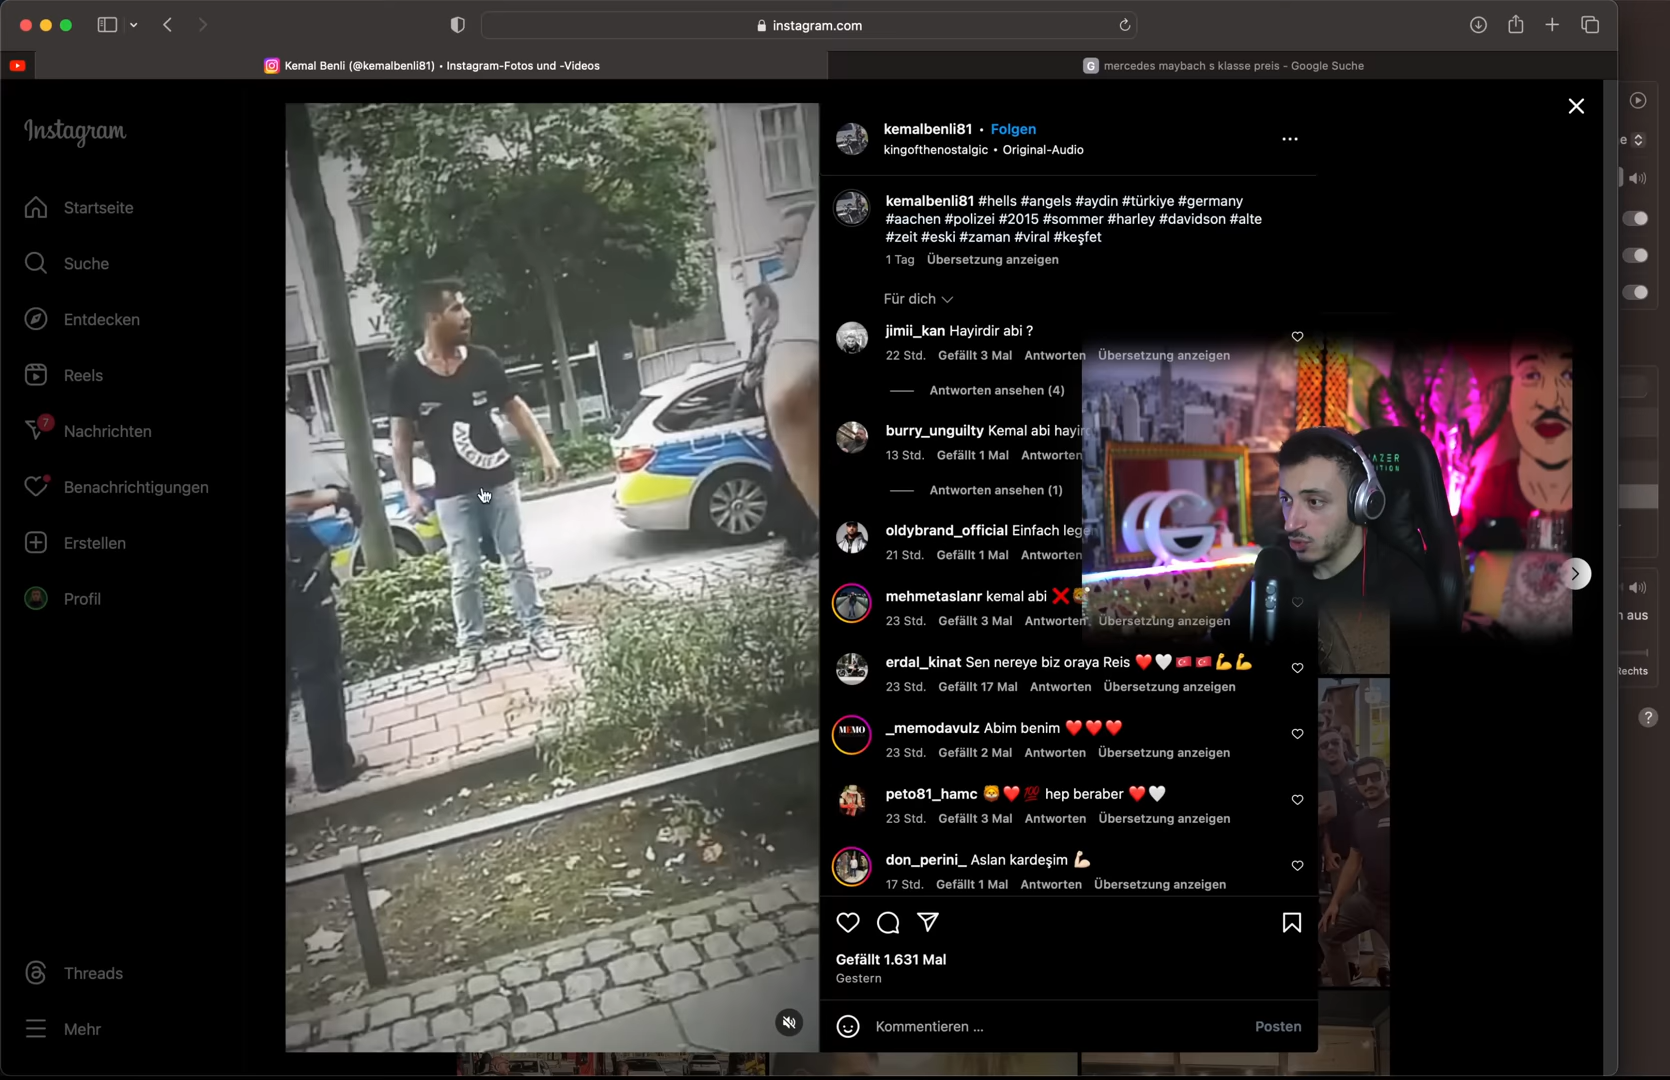 instagram.com
Kemal Benli (@kemalbenli81) • Instagram-Fotos und -Videos
G mercedes maybach s klasse preis - Google Suche
Instagram
Startseite
Suche
Entdecken
Reels
7
Nachrichten
Benachrichtigungen
Erstellen
Profil
Threads
Mehr
kemalbenli81 • Folgen
kingofthenostalgic • Original-Audio
kemalbenli81 #hells #angels #aydin #türkiye #germany
#aachen #polizei #2015 #sommer #harley #davidson #alte
#zeit #eski #zaman #viral #keşfet
1 Tag Übersetzung anzeigen
Für dich
jimii_kan Hayirdir abi ?
22 Std. Gefällt 3 Mal Antworten Übersetzung anzeigen
Antworten ansehen (4)
burry_unguilty Kemal abi
13 Std. Gefällt 1 Mal Antworten
Antworten ansehen (1)
oldybrand_official Einfach
21 Std. Gefällt 1 Mal Antworten
mehmetaslanr kemal abi ❌🦁
23 Std. Gefällt 3 Mal Antworten Übersetzung anzeigen
erdal_kinat Sen nereye biz oraya Reis ❤️🤍🇹🇷🇹🇷💪💪
23 Std. Gefällt 17 Mal Antworten Übersetzung anzeigen
_memodavulz Abim benim ❤️❤️❤️
23 Std. Gefällt 2 Mal Antworten Übersetzung anzeigen
peto81_hamc 🦁❤️💯 hep beraber ❤️🤍
23 Std. Gefällt 3 Mal Antworten Übersetzung anzeigen
don_perini_ Aslan kardeşim 💪🏻
17 Std. Gefällt 1 Mal Antworten Übersetzung anzeigen
Gefällt 1.631 Mal
Gestern
Kommentieren ...
Posten
MEMO
aus
Rechts
?